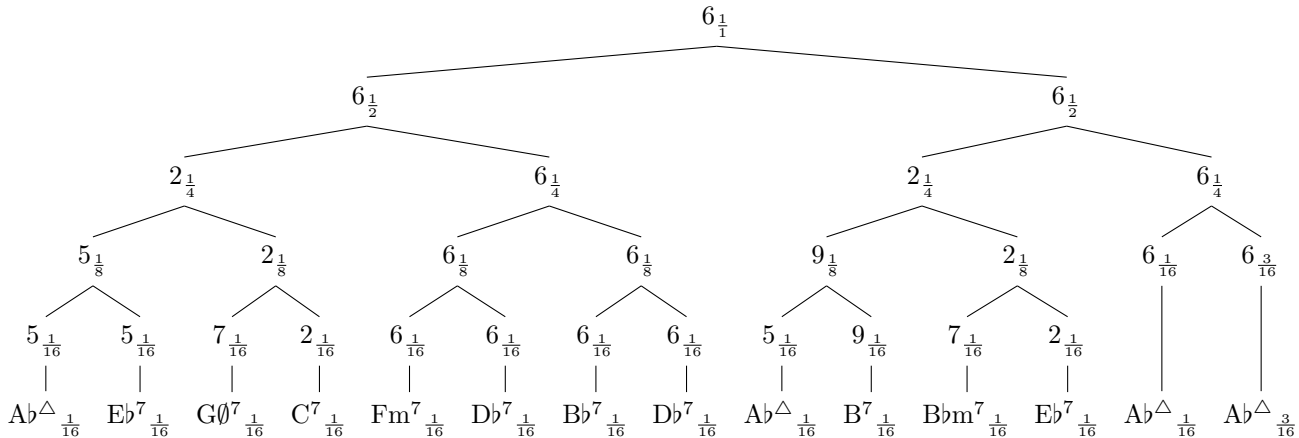 6 1/1
6 1/2 6 1/2
2 1/4 6 1/4 2 1/4 6 1/4
5 1/8 2 1/8 6 1/8 6 1/8 9 1/8 2 1/8 6 1/16 6 3/16
5 1/16 5 1/16 7 1/16 2 1/16 6 1/16 6 1/16 6 1/16 6 1/16 5 1/16 9 1/16 7 1/16 2 1/16
A♭△ 1/16 E♭7 1/16 G∅7 1/16 C7 1/16 Fm7 1/16 D♭7 1/16 B♭7 1/16 D♭7 1/16 A♭△ 1/16 B7 1/16 B♭m7 1/16 E♭7 1/16 A♭△ 1/16 A♭△ 3/16